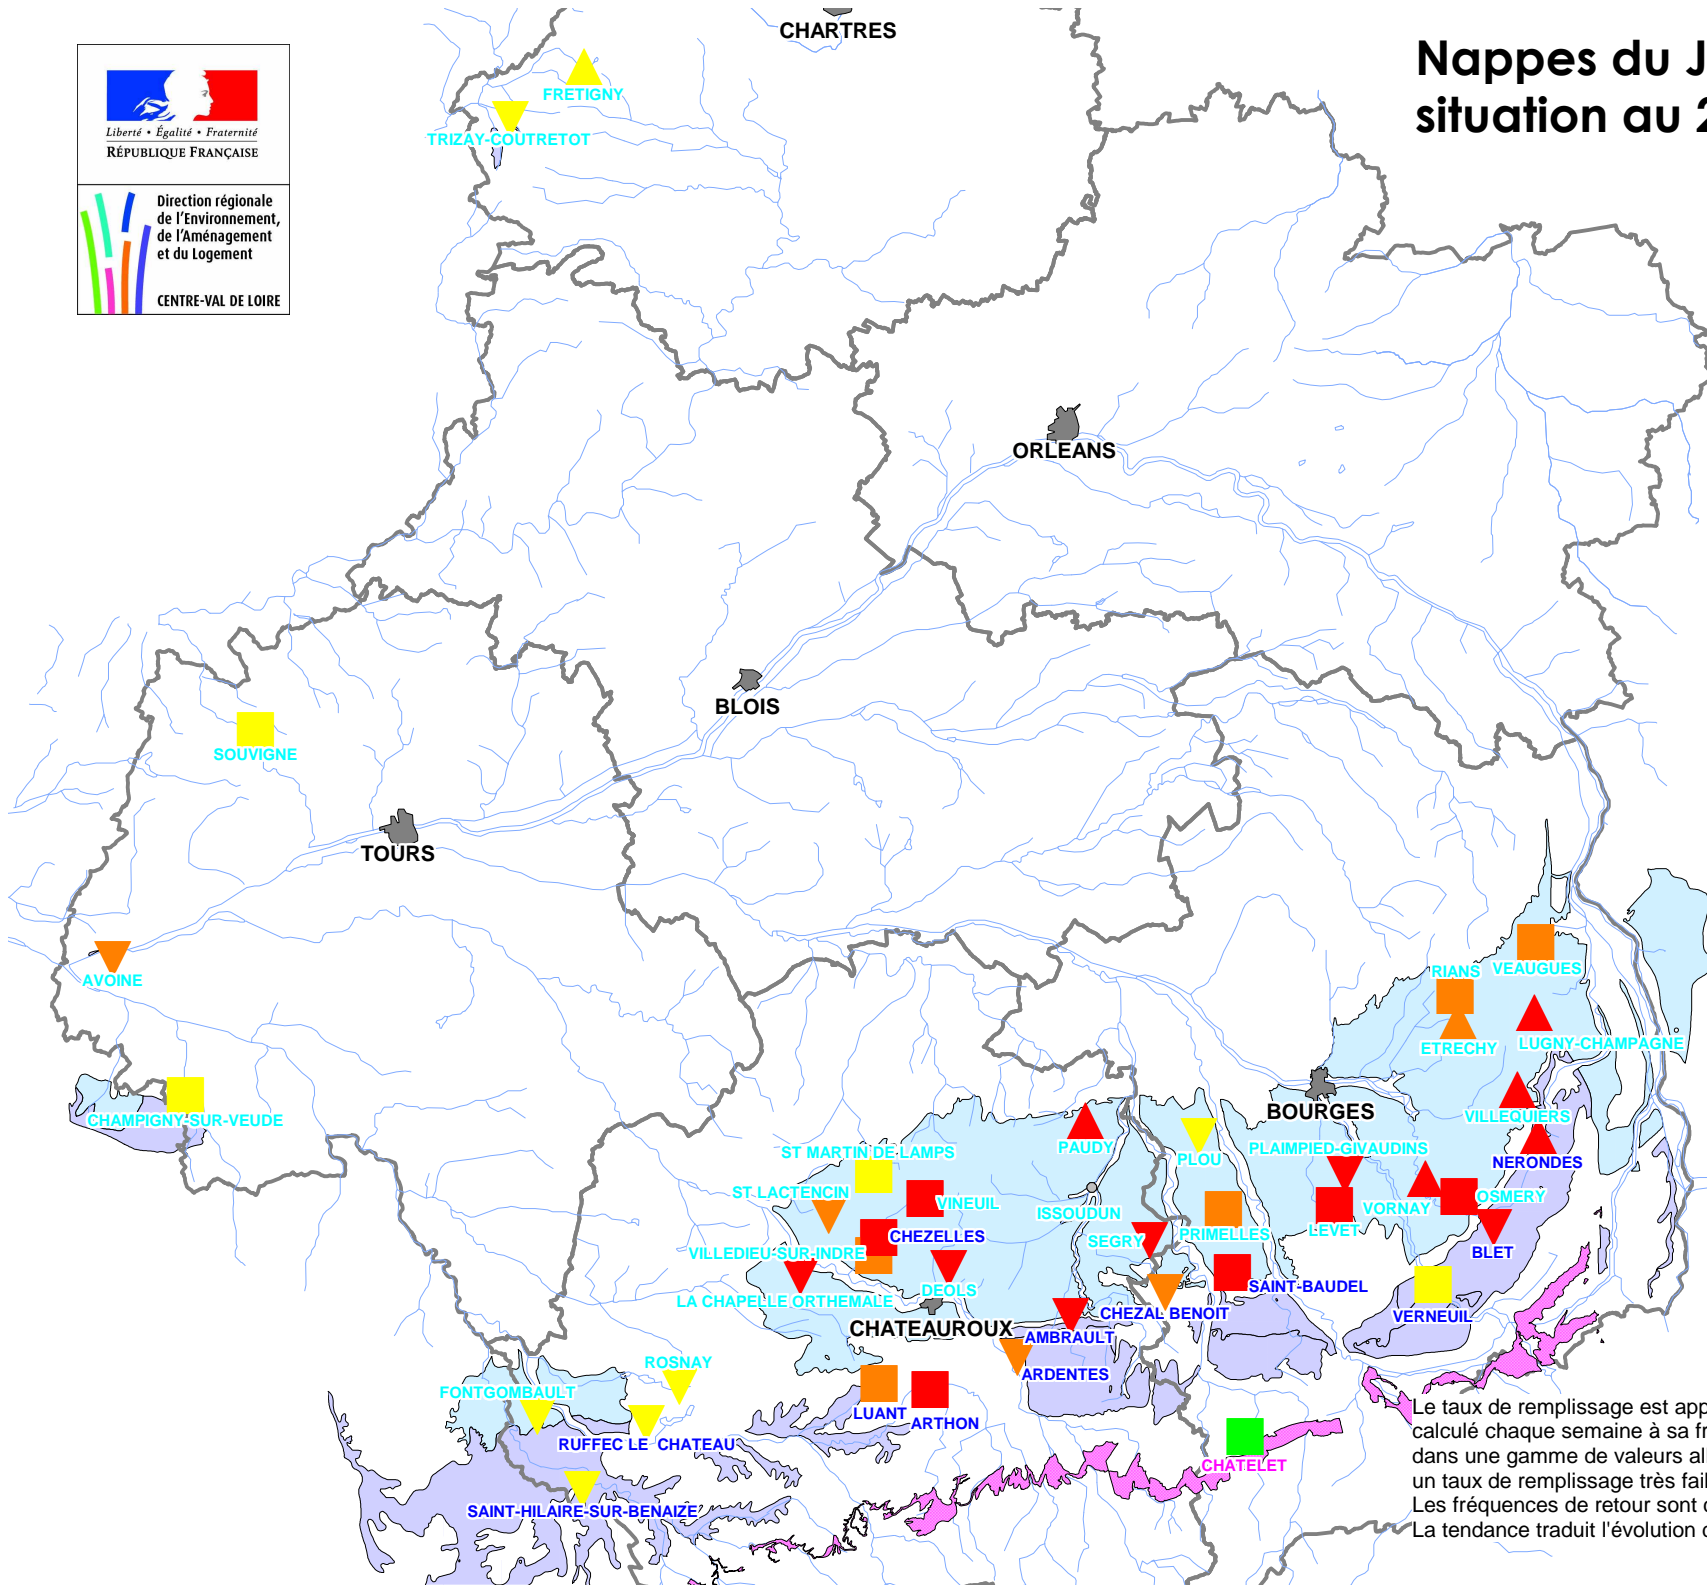 CHARTRES
Nappes du J
situation au 2
FRETIGNY
TRIZAY-COUTRETOT
Liberté • Égalité • Fraternité
RÉPUBLIQUE FRANÇAISE
Direction régionale
de l'Environnement,
de l'Aménagement
et du Logement
CENTRE-VAL DE LOIRE
ORLEANS
BLOIS
SOUVIGNE
TOURS
AVOINE
RIANS
VEAUGUES
ETRECHY
LUGNY-CHAMPAGNE
BOURGES
CHAMPIGNY-SUR-VEUDE
VILLEQUIERS
PAUDY
PLOU
PLAIMPIED-GIVAUDINS
NERONDES
ST MARTIN DE LAMPS
ST LACTENCIN
VINEUIL
ISSOUDUN
VORNAY
OSMERY
LEVET
CHEZELLES
SEGRY
PRIMELLES
VILLEDIEU-SUR-INDRE
BLET
DEOLS
LA CHAPELLE ORTHEMALE
CHEZAL BENOIT
SAINT-BAUDEL
VERNEUIL
CHATEAUROUX
AMBRAULT
ARDENTES
ROSNAY
FONTGOMBAULT
LUANT
ARTHON
RUFFEC LE CHATEAU
CHATELET
SAINT-HILAIRE-SUR-BENAIZE
Le taux de remplissage est app
calculé chaque semaine à sa fr
dans une gamme de valeurs all
un taux de remplissage très fail
Les fréquences de retour sont
La tendance traduit l'évolution